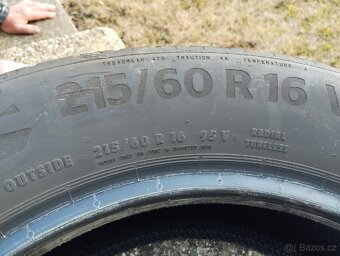 TREADWEAR 420 TRACTION AA TEMPERATURE A
215/60 R 16 V
OUTSIDE 215/60 R 16 95 V RADIAL TUBELESS
bazos.cz